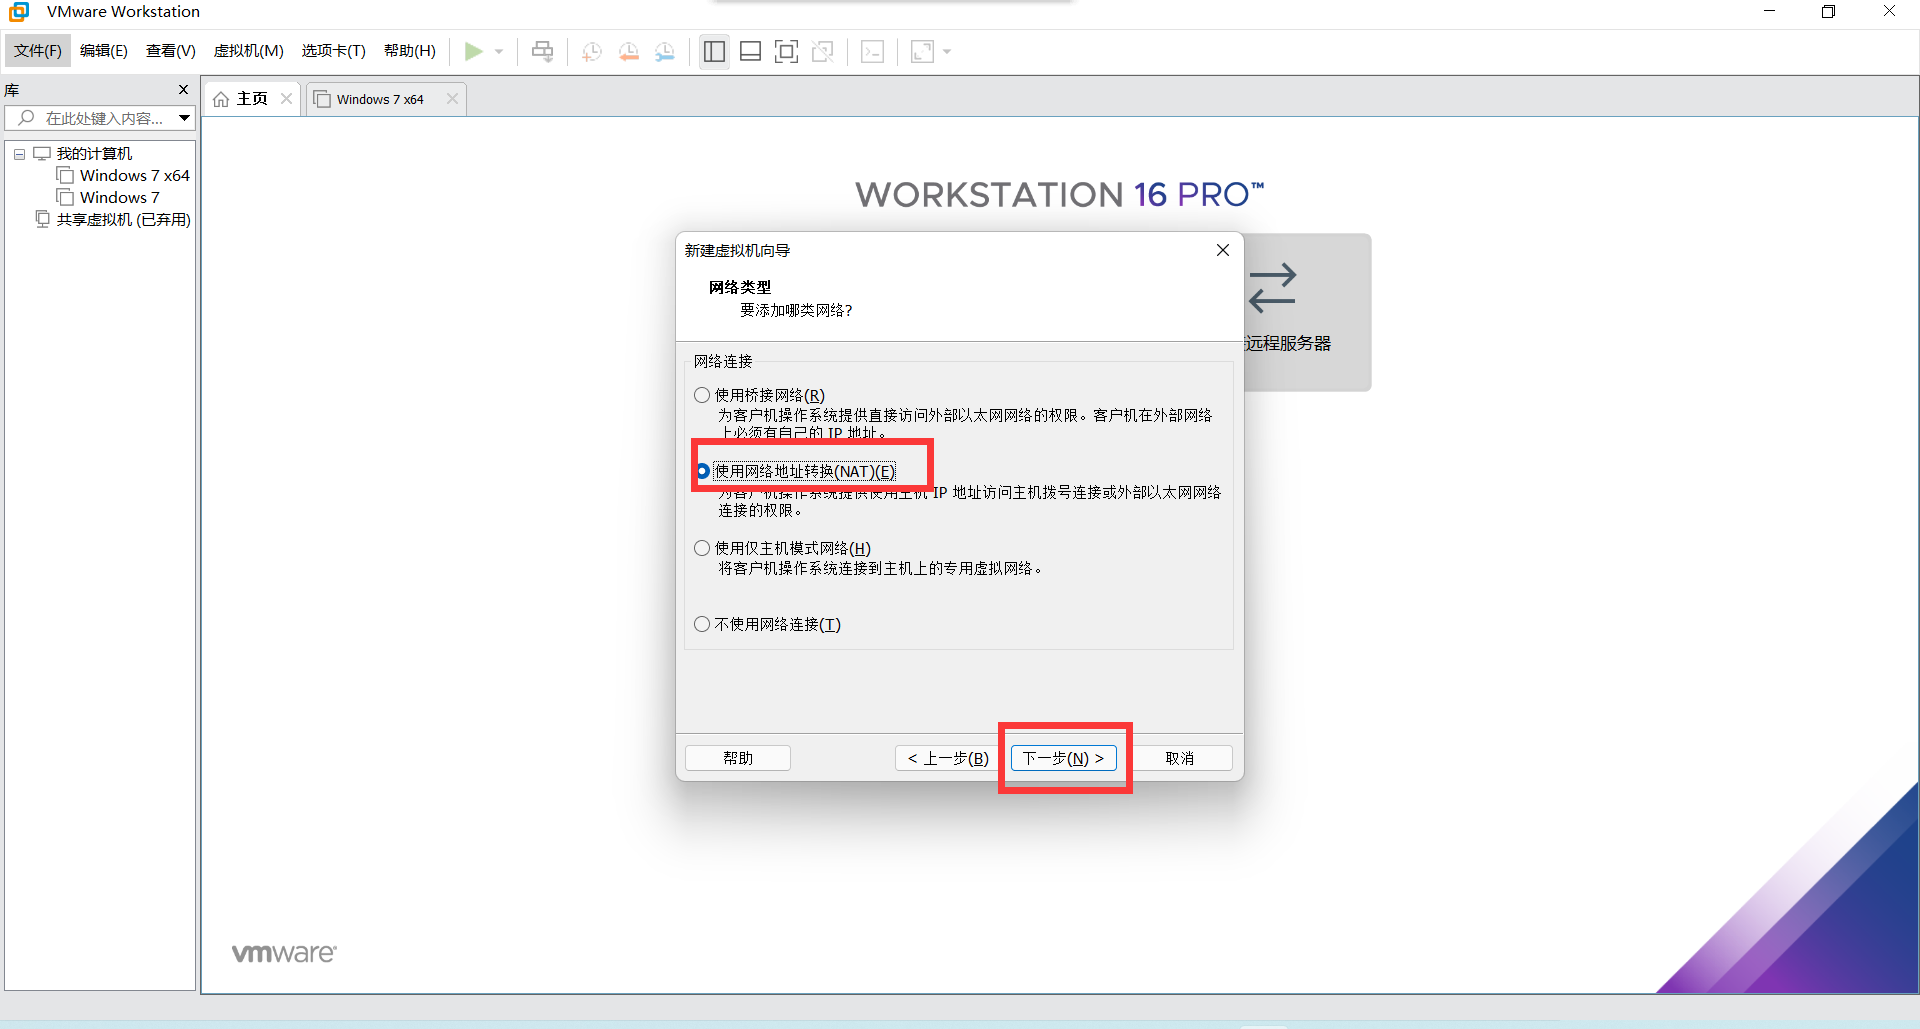 VMware Workstation
文件(F) 编辑(E) 查看(V) 虚拟机(M) 选项卡(T) 帮助(H)
库
在此处键入内容...
我的计算机
Windows 7 x64
Windows 7
共享虚拟机 (已弃用)
主页
Windows 7 x64
WORKSTATION 16 PRO™
远程服务器
新建虚拟机向导
网络类型
要添加哪类网络?
网络连接
使用桥接网络(R)
为客户机操作系统提供直接访问外部以太网网络的权限。客户机在外部网络
上必须有自己的 IP 地址。
使用网络地址转换(NAT)(E)
为客户机操作系统提供使用主机 IP 地址访问主机拨号连接或外部以太网网络
连接的权限。
使用仅主机模式网络(H)
将客户机操作系统连接到主机上的专用虚拟网络。
不使用网络连接(T)
帮助
< 上一步(B)
下一步(N) >
取消
vmware